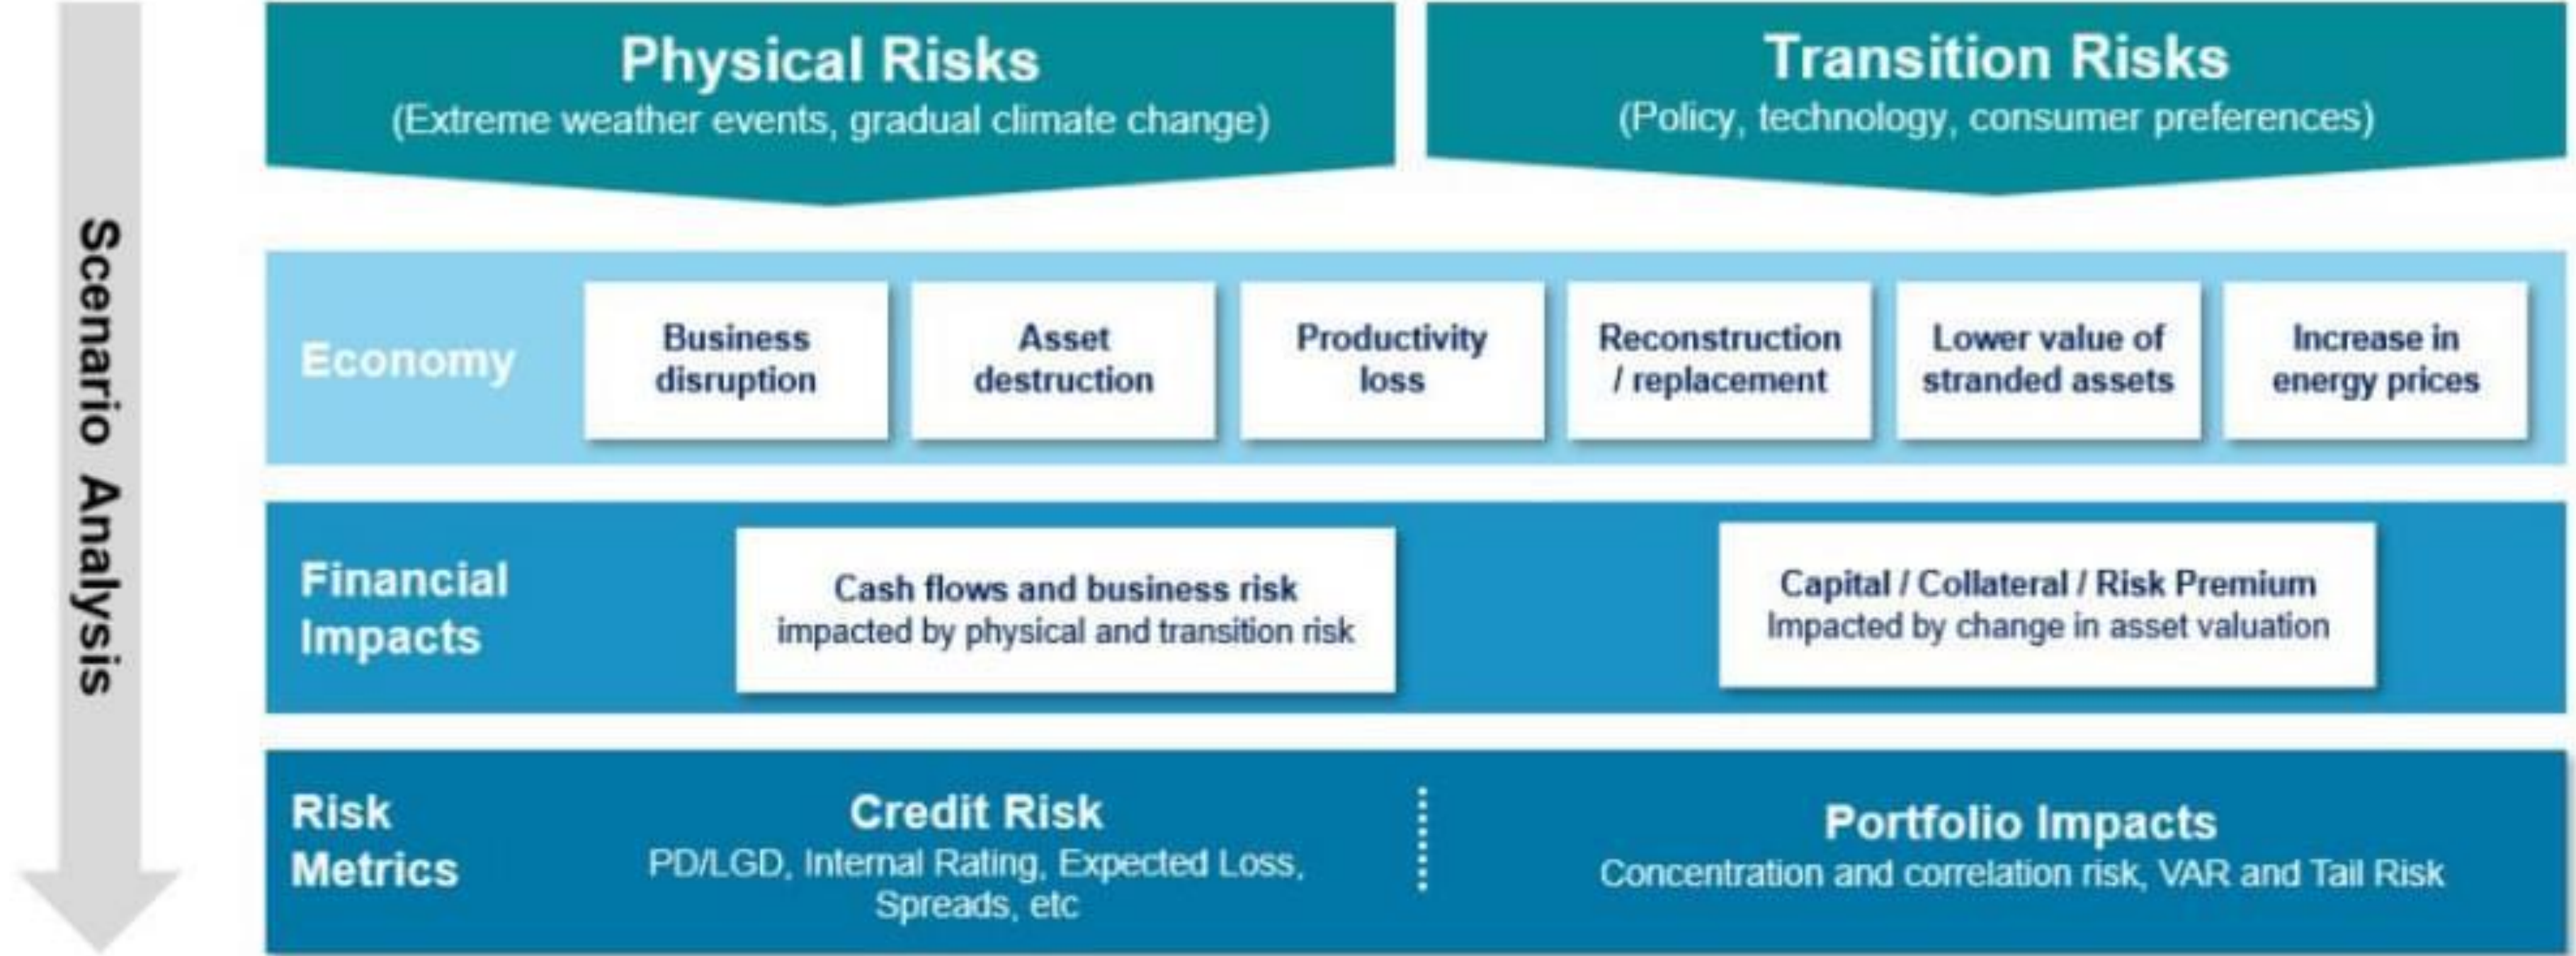 Scenario Analysis
Physical Risks
(Extreme weather events, gradual climate change)
Transition Risks
(Policy, technology, consumer preferences)
Economy
Business
disruption
Asset
destruction
Productivity
loss
Reconstruction
/ replacement
Lower value of
stranded assets
Increase in
energy prices
Financial
Impacts
Cash flows and business risk
impacted by physical and transition risk
Capital / Collateral / Risk Premium
Impacted by change in asset valuation
Risk
Metrics
Credit Risk
PD/LGD, Internal Rating, Expected Loss,
Spreads, etc
Portfolio Impacts
Concentration and correlation risk, VAR and Tail Risk